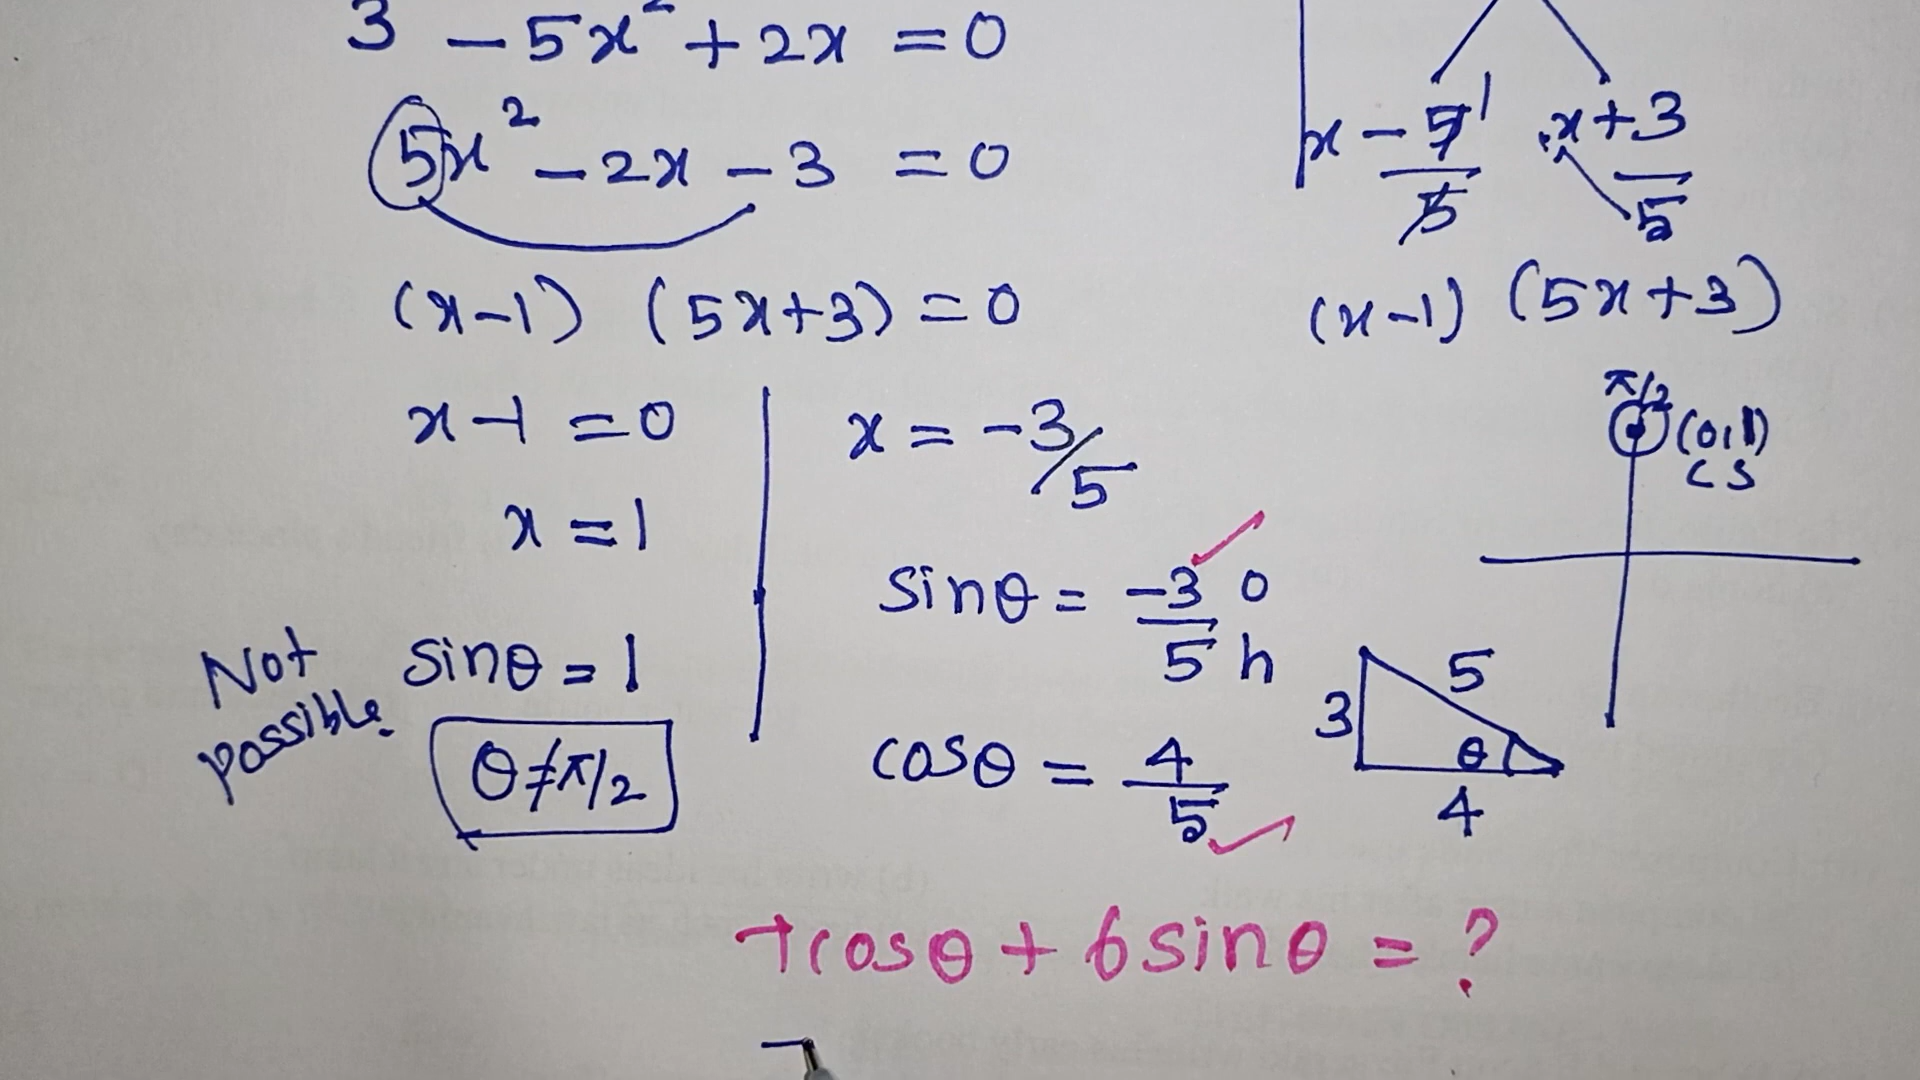 3 - 5x² + 2x = 0
5x² - 2x - 3 = 0
(x-1) (5x+3) = 0
x-1 = 0
x = 1
Not possible.
sinθ = 1
θ ≠ π/2
x = -3/5
sinθ = -3/5 o h
cosθ = 4/5
x - 5/5 1
x + 3/5
(x-1) (5x+3)
π/2
(0,1)
C S
3
5
θ
4
7cosθ + 6sinθ = ?